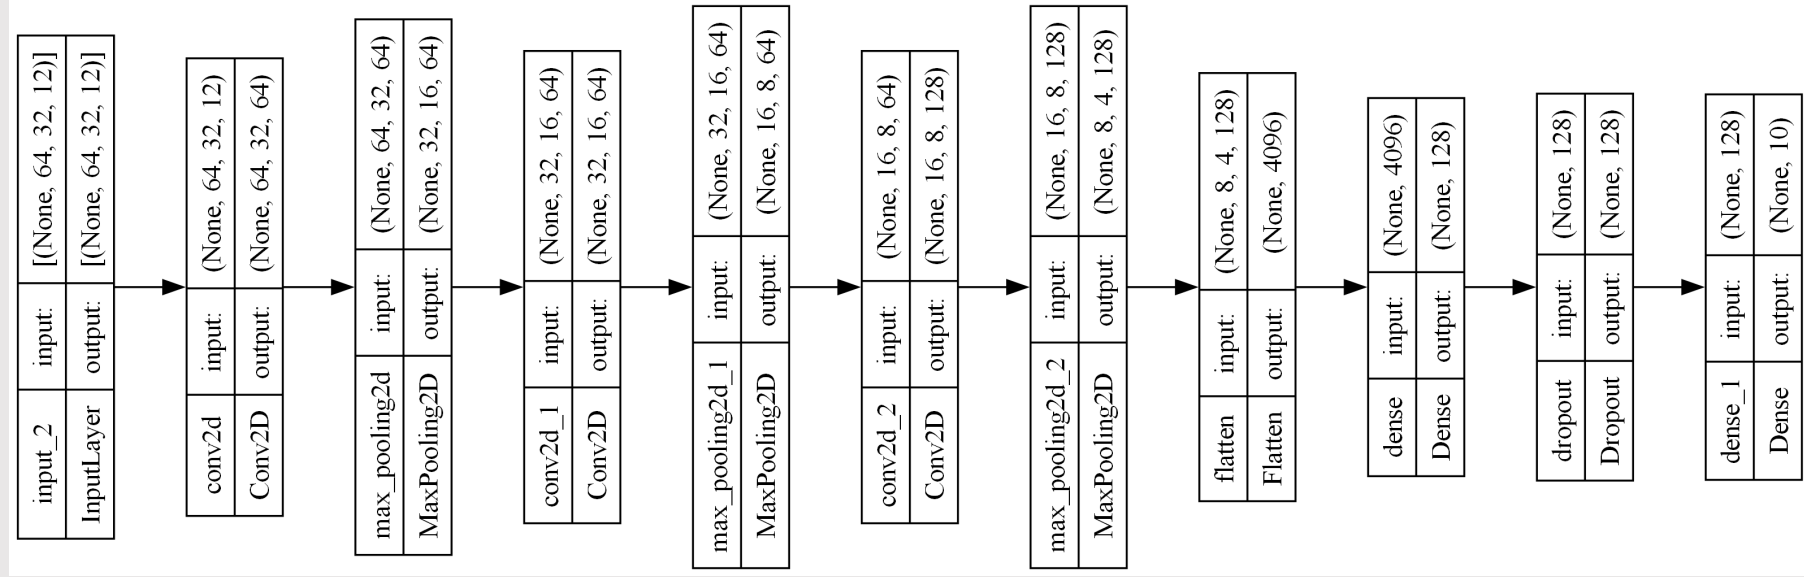 input_2 input: [(None, 64, 32, 12)]
InputLayer output: [(None, 64, 32, 12)]
conv2d input: (None, 64, 32, 12)
Conv2D output: (None, 64, 32, 64)
max_pooling2d input: (None, 64, 32, 64)
MaxPooling2D output: (None, 32, 16, 64)
conv2d_1 input: (None, 32, 16, 64)
Conv2D output: (None, 32, 16, 64)
max_pooling2d_1 input: (None, 32, 16, 64)
MaxPooling2D output: (None, 16, 8, 64)
conv2d_2 input: (None, 16, 8, 64)
Conv2D output: (None, 16, 8, 128)
max_pooling2d_2 input: (None, 16, 8, 128)
MaxPooling2D output: (None, 8, 4, 128)
flatten input: (None, 8, 4, 128)
Flatten output: (None, 4096)
dense input: (None, 4096)
Dense output: (None, 128)
dropout input: (None, 128)
Dropout output: (None, 128)
dense_1 input: (None, 128)
Dense output: (None, 10)